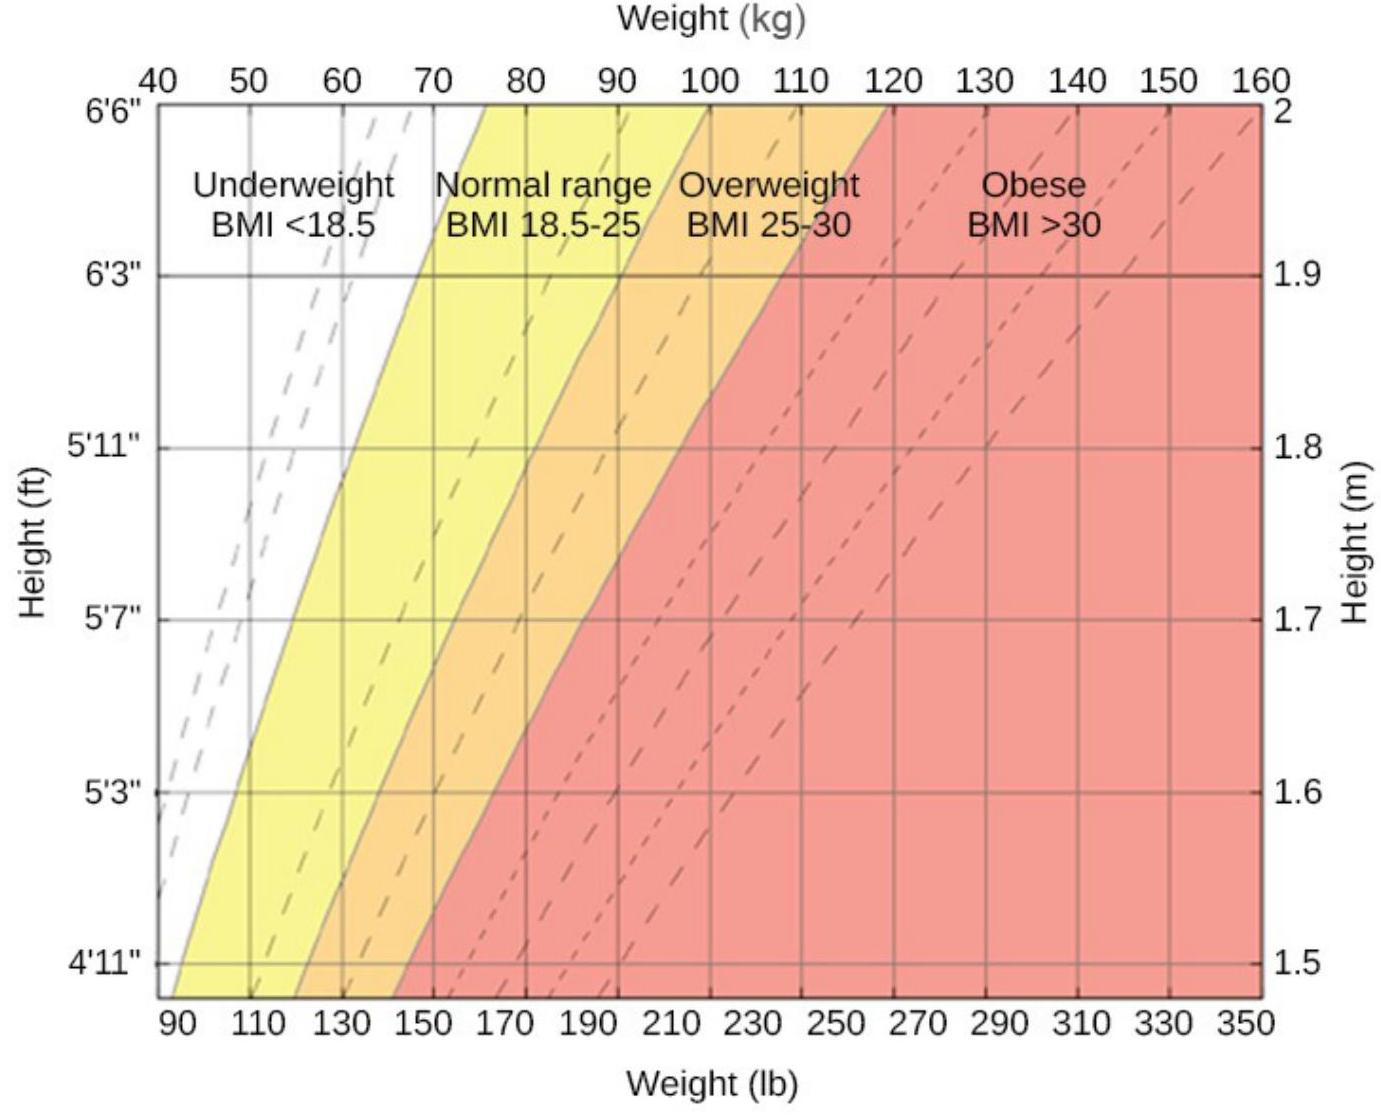 Weight (kg)
40 50 60 70 80 90 100 110 120 130 140 150 160
6'6" 2
Underweight Normal range Overweight Obese
BMI <18.5 BMI 18.5-25 BMI 25-30 BMI >30
6'3" 1.9
5'11" 1.8
Height (ft) Height (m)
5'7" 1.7
5'3" 1.6
4'11" 1.5
90 110 130 150 170 190 210 230 250 270 290 310 330 350
Weight (lb)